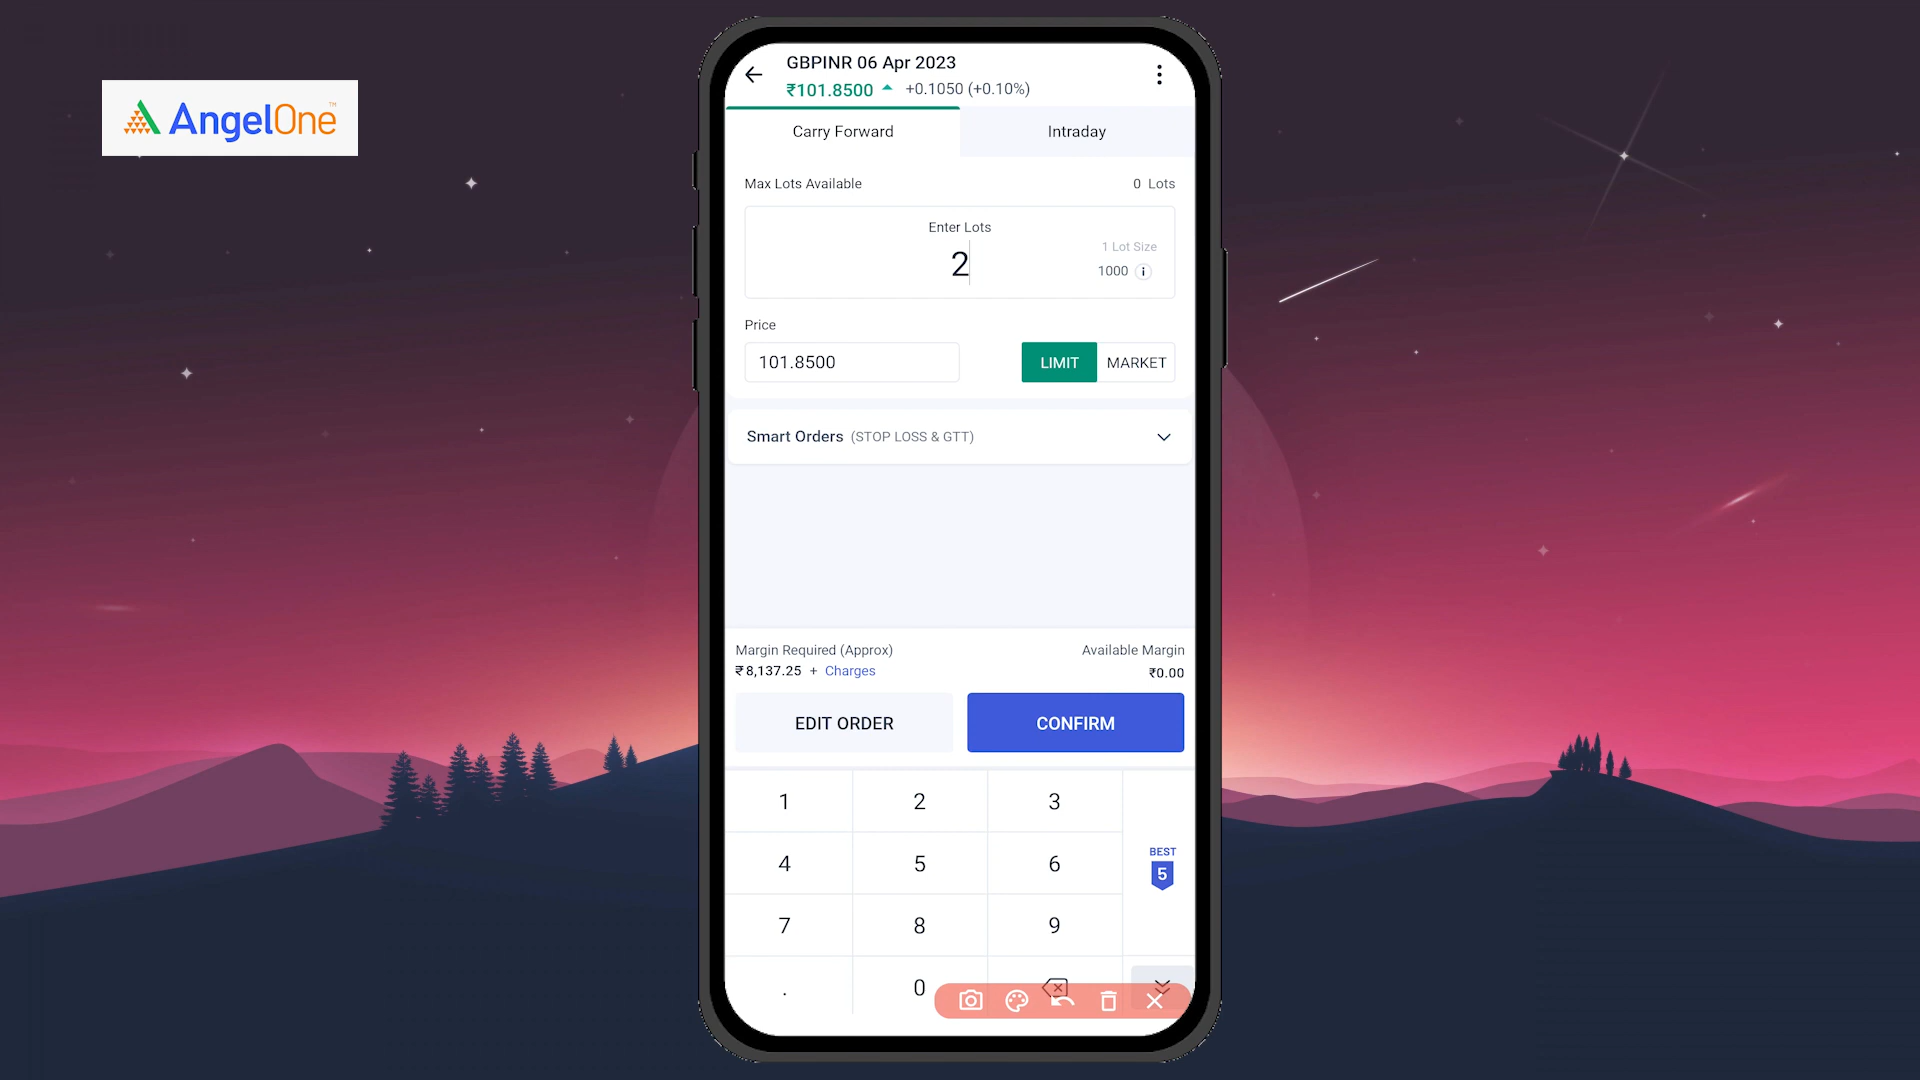 AngelOne™
GBPINR 06 Apr 2023
₹101.8500 +0.1050 (+0.10%)
Carry Forward Intraday
Max Lots Available 0 Lots
Enter Lots
1 Lot Size
2
1000 i
Price
101.8500 LIMIT MARKET
Smart Orders (STOP LOSS & GTT)
Margin Required (Approx) Available Margin
₹8,137.25 + Charges ₹0.00
EDIT ORDER CONFIRM
1 2 3
BEST
4 5 6
5
7 8 9
. 0